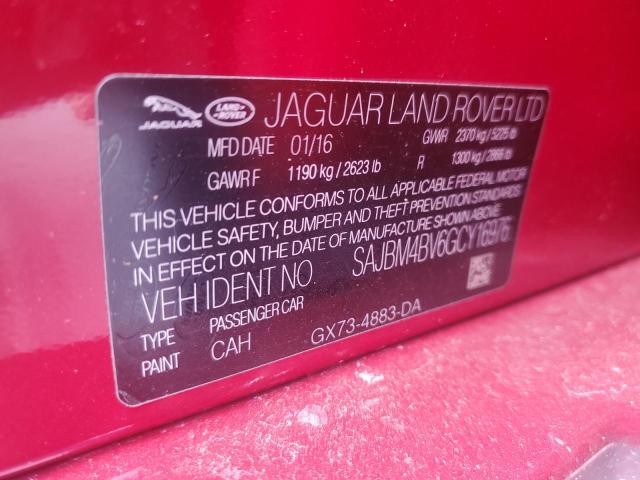 JAGUAR LAND-ROVER JAGUAR LAND ROVER LTD
MFD DATE 01/16 GVWR 2370 kg / 5225 lb
GAWR F 1190 kg / 2623 lb R 1300 kg / 2866 lb
THIS VEHICLE CONFORMS TO ALL APPLICABLE FEDERAL MOTOR
VEHICLE SAFETY, BUMPER AND THEFT PREVENTION STANDARDS
IN EFFECT ON THE DATE OF MANUFACTURE SHOWN ABOVE
VEH IDENT NO SAJBM4BV6GCY16976
TYPE PASSENGER CAR
PAINT CAH GX73-4883-DA